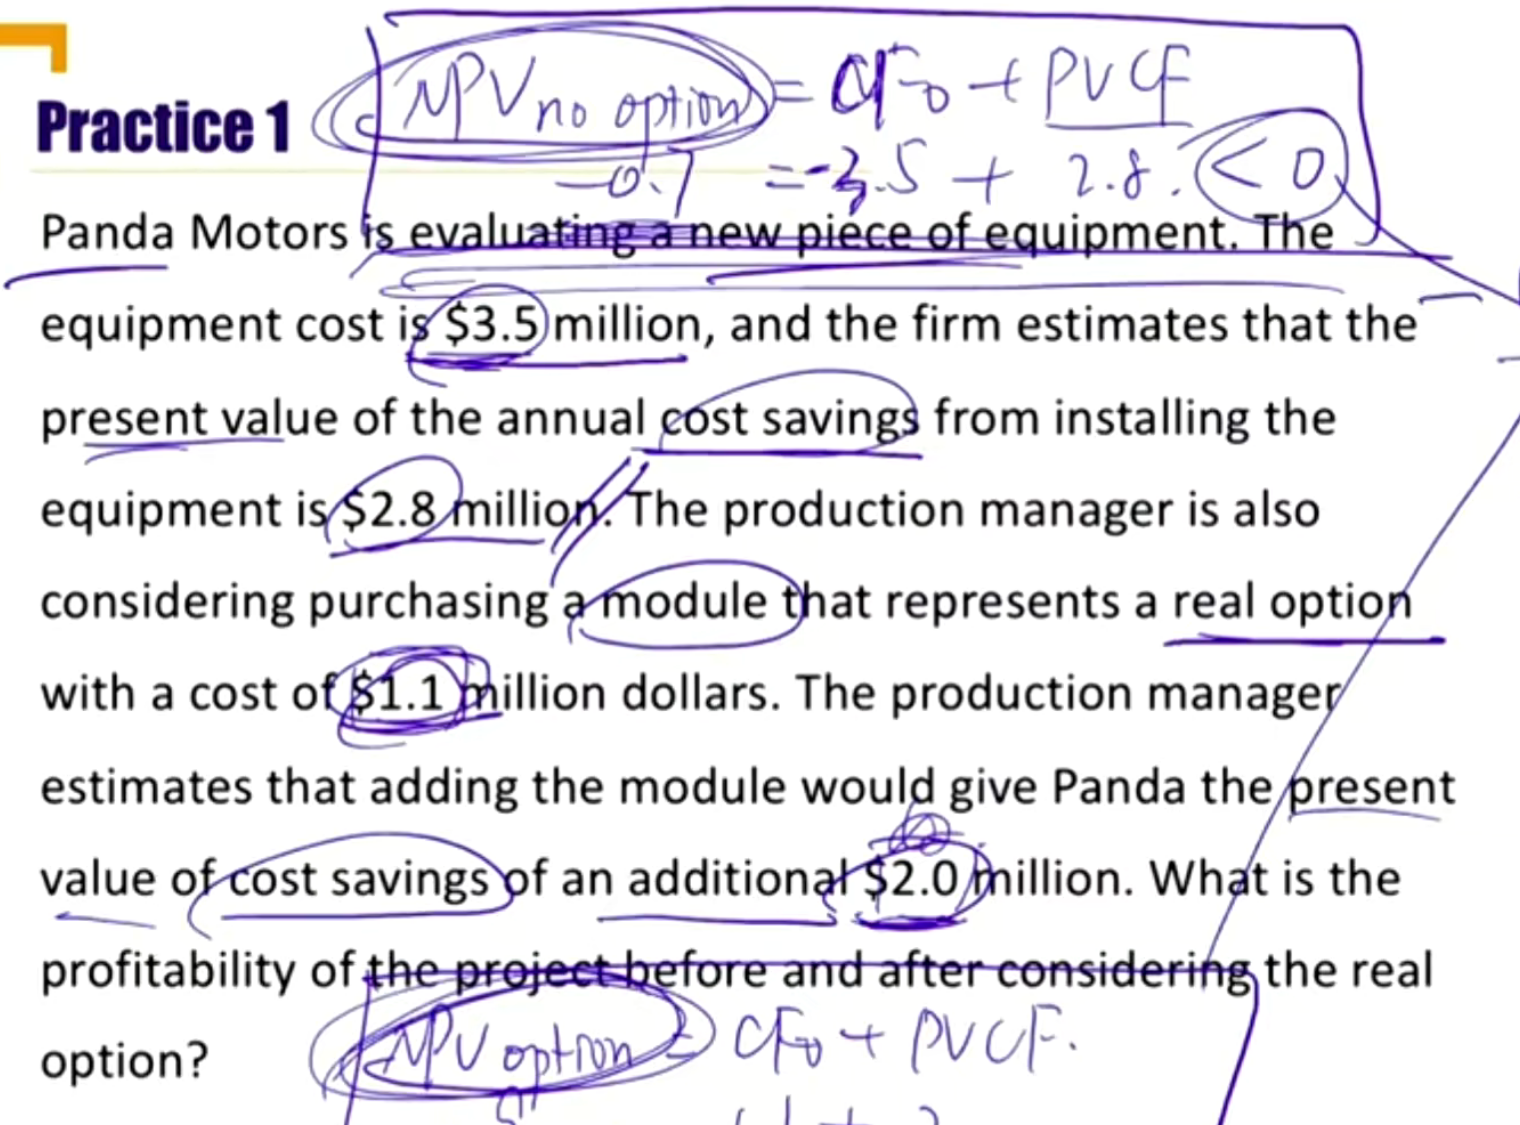 NPV no option = CF0 + PVCF
Practice 1
-0.7 = -3.5 + 2.8. < 0
Panda Motors is evaluating a new piece of equipment. The
equipment cost is $3.5 million, and the firm estimates that the
present value of the annual cost savings from installing the
equipment is $2.8 million. The production manager is also
considering purchasing a module that represents a real option
with a cost of $1.1 million dollars. The production manager
estimates that adding the module would give Panda the present
value of cost savings of an additional $2.0 million. What is the
profitability of the project before and after considering the real
option?
NPV option = CF0 + PVCF.